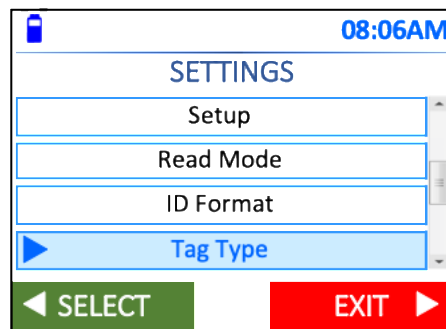 08:06AM
SETTINGS
Setup
Read Mode
ID Format
Tag Type
SELECT EXIT